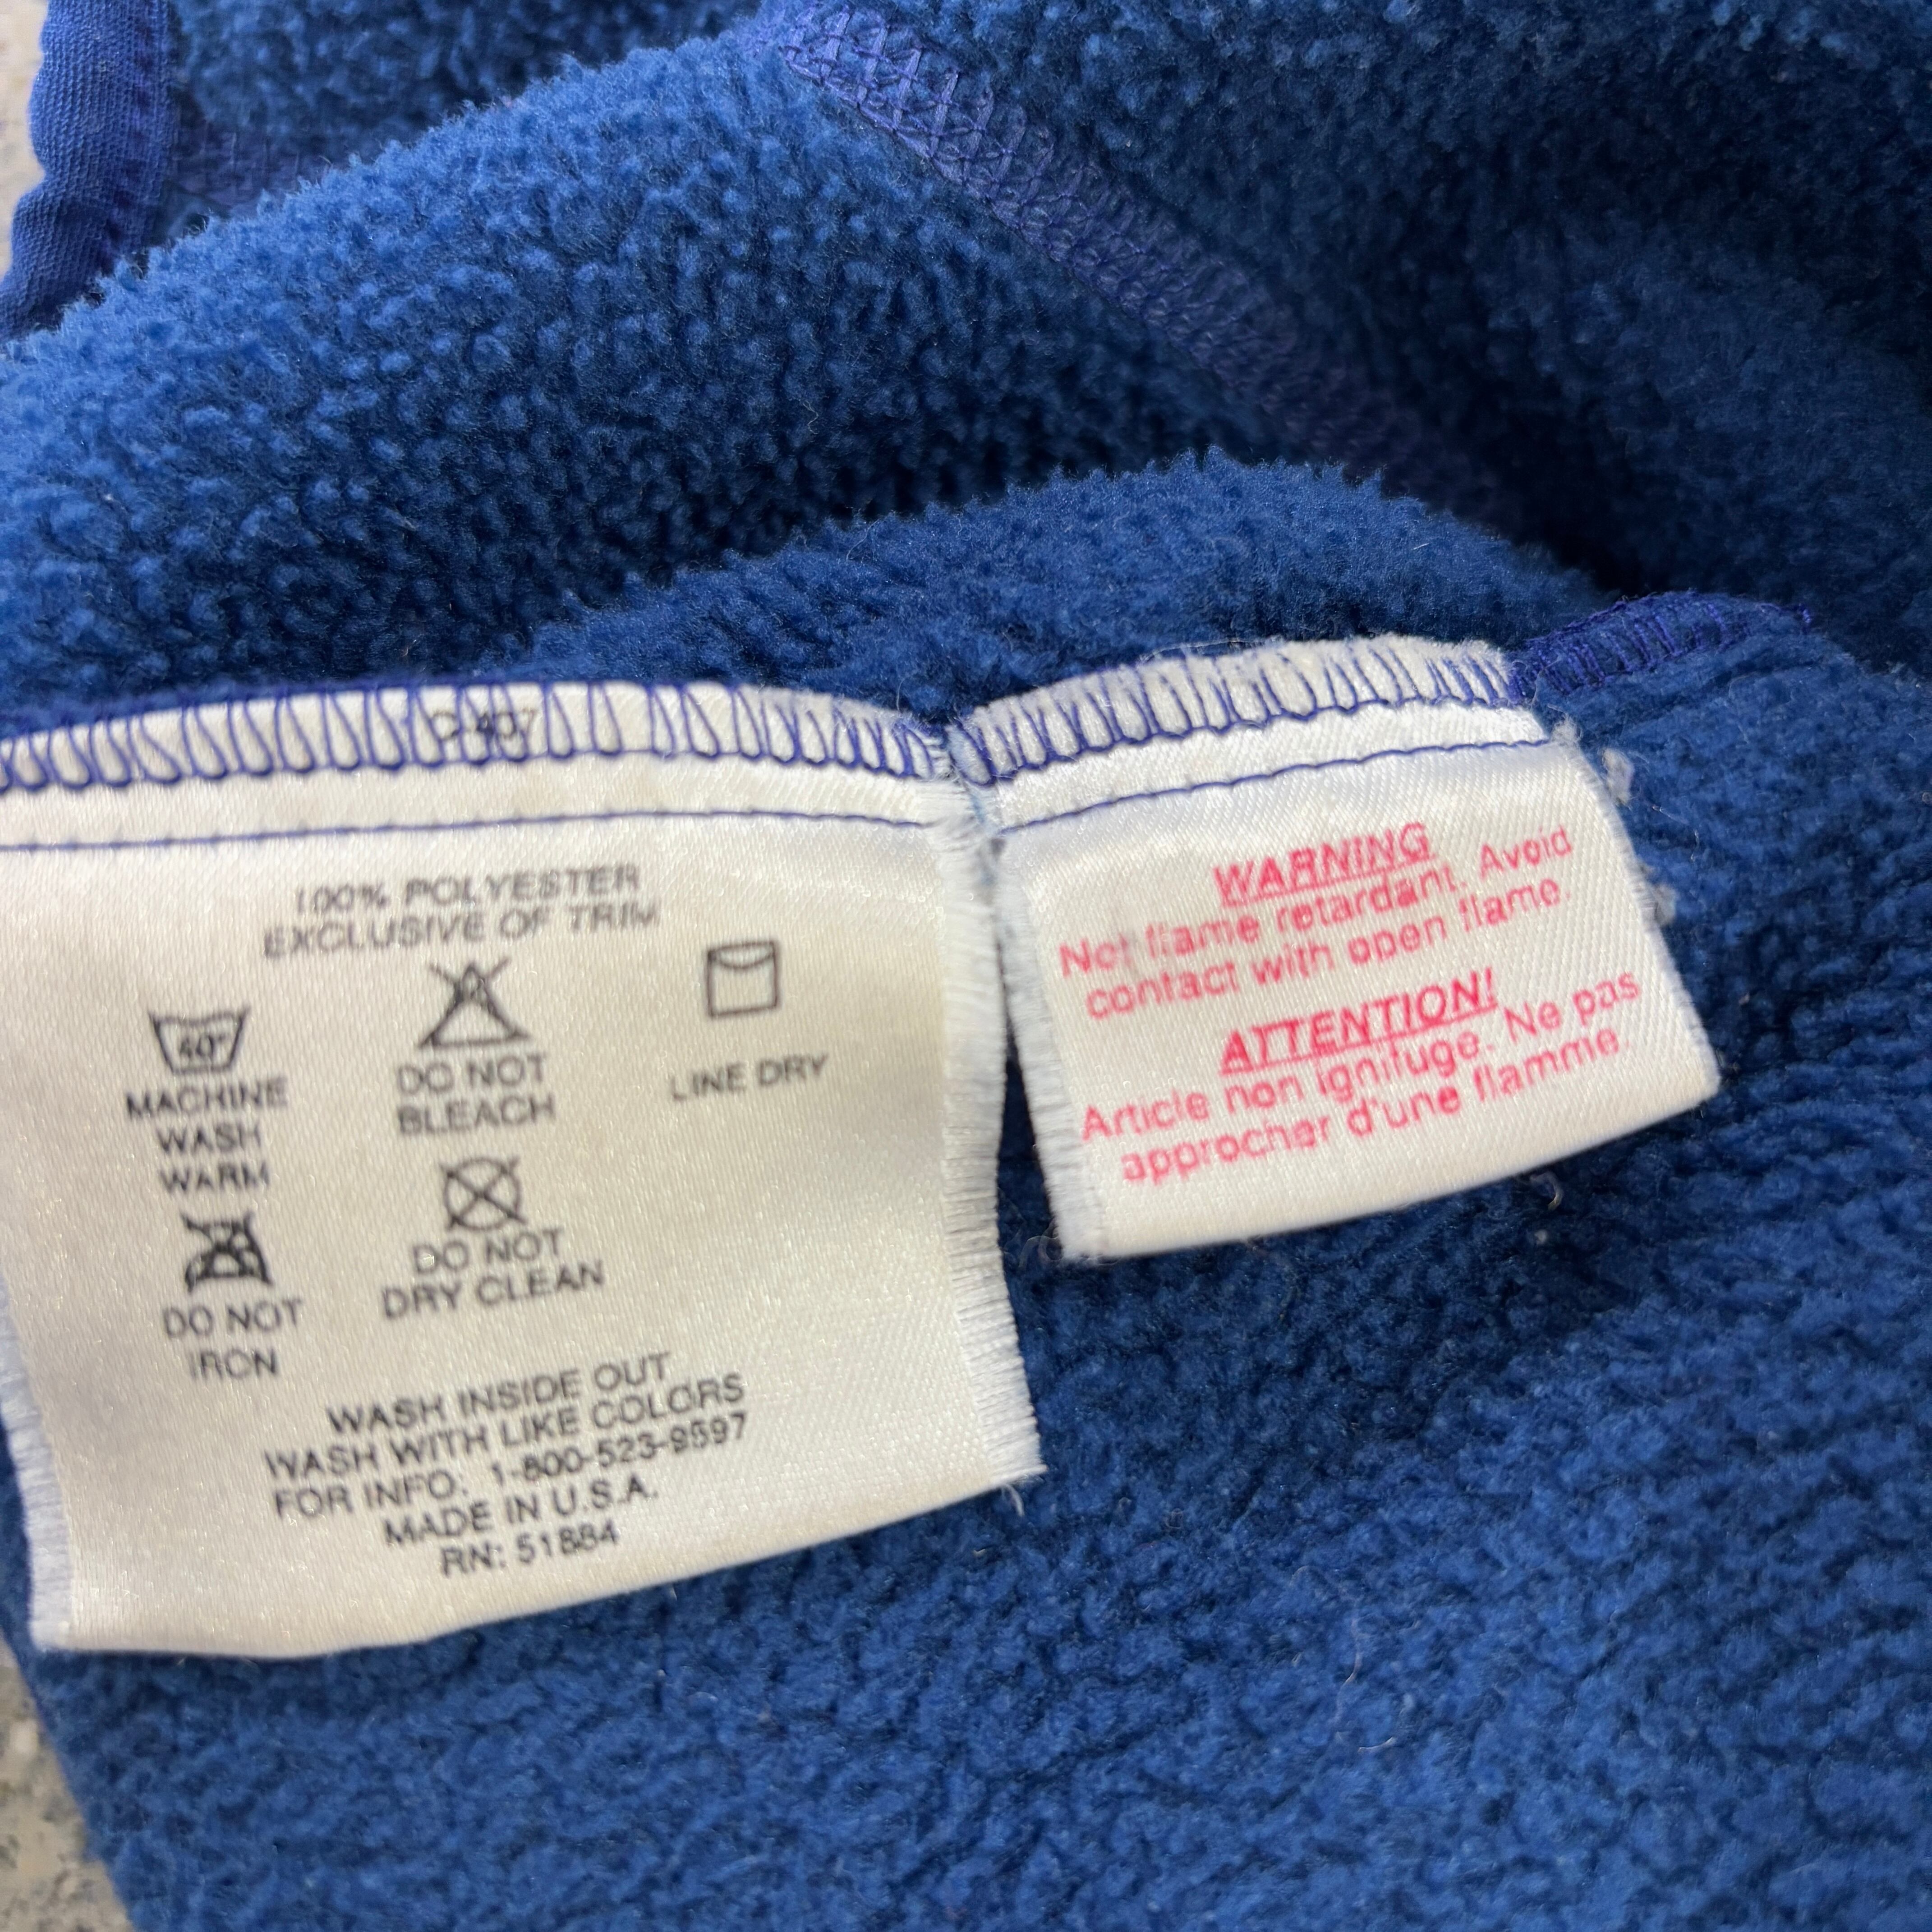 C-407
100% POLYESTER
EXCLUSIVE OF TRIM
40°
MACHINE
WASH
WARM
DO NOT
BLEACH
LINE DRY
DO NOT
IRON
DO NOT
DRY CLEAN
WASH INSIDE OUT
WASH WITH LIKE COLORS
FOR INFO: 1-800-523-9597
MADE IN U.S.A.
RN: 51884
WARNING
Not flame retardant. Avoid
contact with open flame.
ATTENTION!
Article non ignifuge. Ne pas
approcher d'une flamme.